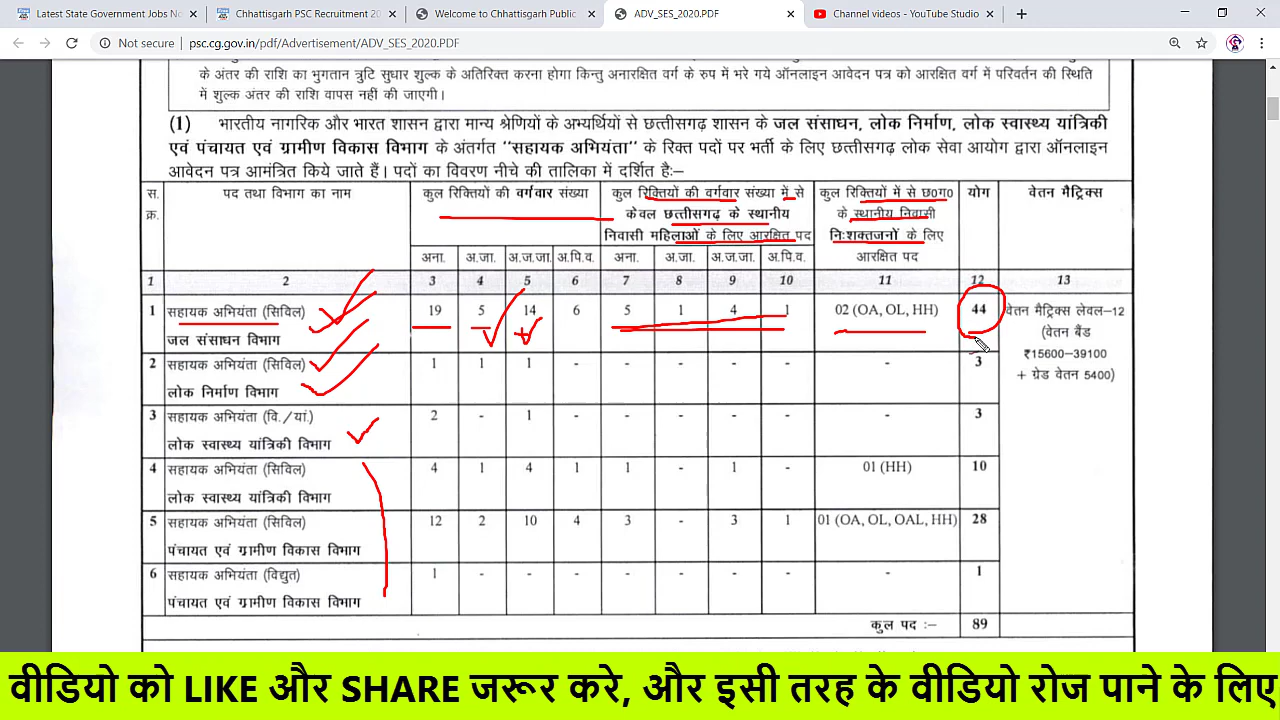 Latest State Government Jobs No
Chhattisgarh PSC Recruitment 20
Welcome to Chhattisgarh Public
ADV_SES_2020.PDF
Channel videos - YouTube Studio
Not secure | psc.cg.gov.in/pdf/Advertisement/ADV_SES_2020.PDF
के अंतर की राशि का भुगतान त्रुटि सुधार शुल्क के अतिरिक्त करना होगा किन्तु अनारक्षित वर्ग के रुप में भरे गये ऑनलाइन आवेदन पत्र को आरक्षित वर्ग में परिवर्तन की स्थिति
में शुल्क अंतर की राशि वापस नहीं की जाएगी।
(1) भारतीय नागरिक और भारत शासन द्वारा मान्य श्रेणियों के अभ्यर्थियों से छत्तीसगढ़ शासन के जल संसाधन, लोक निर्माण, लोक स्वास्थ्य यांत्रिकी
एवं पंचायत एवं ग्रामीण विकास विभाग के अंतर्गत "सहायक अभियंता" के रिक्त पदों पर भर्ती के लिए छत्तीसगढ़ लोक सेवा आयोग द्वारा ऑनलाइन
आवेदन पत्र आमंत्रित किये जाते हैं। पदों का विवरण नीचे की तालिका में दर्शित है:-
स. क्र. पद तथा विभाग का नाम कुल रिक्तियों की वर्गवार संख्या कुल रिक्तियों की वर्गवार संख्या में से केवल छत्तीसगढ़ के स्थानीय निवासी महिलाओं के लिए आरक्षित पद कुल रिक्तियों में से छ0ग0 के स्थानीय निवासी निःशक्तजनों के लिए आरक्षित पद योग वेतन मैट्रिक्स
अना. अ.जा. अ.ज.जा. अ.पि.व. अना. अ.जा. अ.ज.जा. अ.पि.व.
1 2 3 4 5 6 7 8 9 10 11 12 13
1 सहायक अभियंता (सिविल) 19 5 14 6 5 1 4 1 02 (OA, OL, HH) 44 वेतन मैट्रिक्स लेवल-12
जल संसाधन विभाग (वेतन बैंड
₹15600-39100
2 सहायक अभियंता (सिविल) 1 1 1 - - - - - - 3
+ ग्रेड वेतन 5400)
लोक निर्माण विभाग
3 सहायक अभियंता (वि./यां.) 2 - 1 - - - - - - 3
लोक स्वास्थ्य यांत्रिकी विभाग
4 सहायक अभियंता (सिविल) 4 1 4 1 1 - 1 - 01 (HH) 10
लोक स्वास्थ्य यांत्रिकी विभाग
5 सहायक अभियंता (सिविल) 12 2 10 4 3 - 3 1 01 (OA, OL, OAL, HH) 28
पंचायत एवं ग्रामीण विकास विभाग
6 सहायक अभियंता (विद्युत) 1 - - - - - - - - 1
पंचायत एवं ग्रामीण विकास विभाग
कुल पद :- 89
वीडियो को LIKE और SHARE जरूर करे, और इसी तरह के वीडियो रोज पाने के लिए